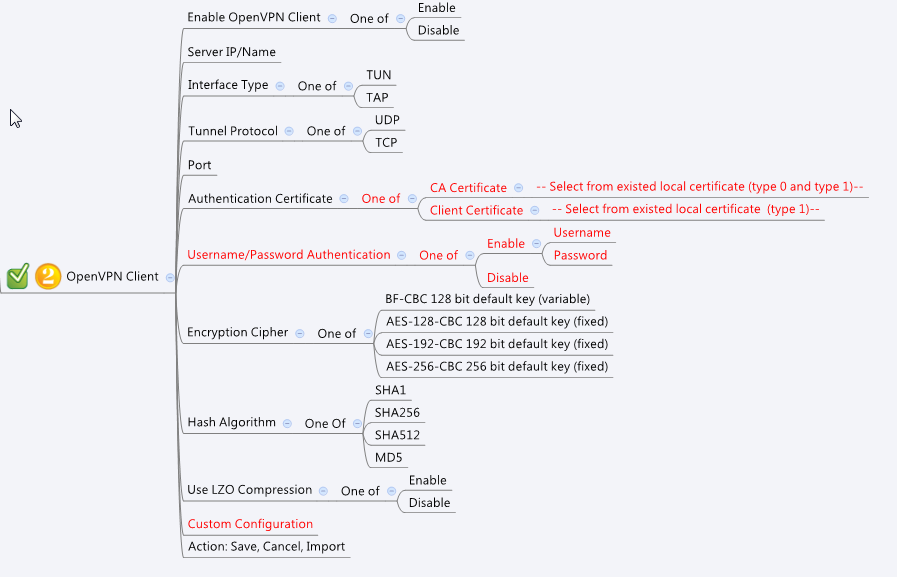 Enable OpenVPN Client One of Enable
Disable
Server IP/Name
Interface Type One of TUN
TAP
Tunnel Protocol One of UDP
TCP
Port
Authentication Certificate One of CA Certificate -- Select from existed local certificate (type 0 and type 1)--
Client Certificate -- Select from existed local certificate (type 1)--
2 OpenVPN Client
Username/Password Authentication One of Enable Username
Password
Disable
Encryption Cipher One of BF-CBC 128 bit default key (variable)
AES-128-CBC 128 bit default key (fixed)
AES-192-CBC 192 bit default key (fixed)
AES-256-CBC 256 bit default key (fixed)
Hash Algorithm One Of SHA1
SHA256
SHA512
MD5
Use LZO Compression One of Enable
Disable
Custom Configuration
Action: Save, Cancel, Import